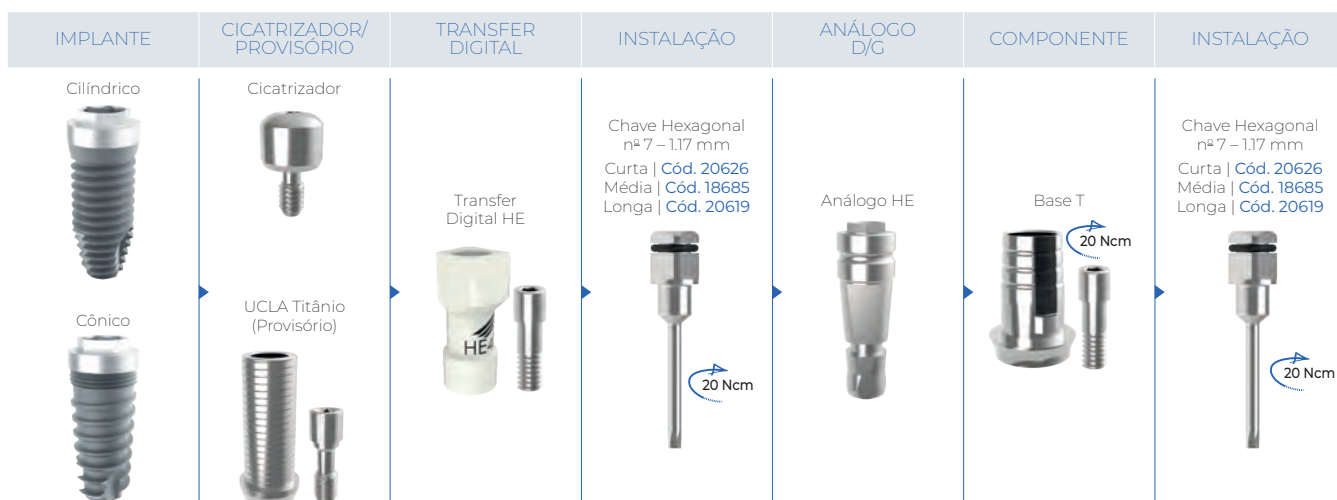 IMPLANTE
CICATRIZADOR/
PROVISÓRIO
TRANSFER
DIGITAL
INSTALAÇÃO
ANÁLOGO
D/G
COMPONENTE
INSTALAÇÃO
Cilíndrico
Cônico
Cicatrizador
UCLA Titânio
(Provisório)
Transfer
Digital HE
HE
Chave Hexagonal
nº 7 – 1.17 mm
Curta | Cód. 20626
Média | Cód. 18685
Longa | Cód. 20619
20 Ncm
Análogo HE
Base T
20 Ncm
Chave Hexagonal
nº 7 – 1.17 mm
Curta | Cód. 20626
Média | Cód. 18685
Longa | Cód. 20619
20 Ncm